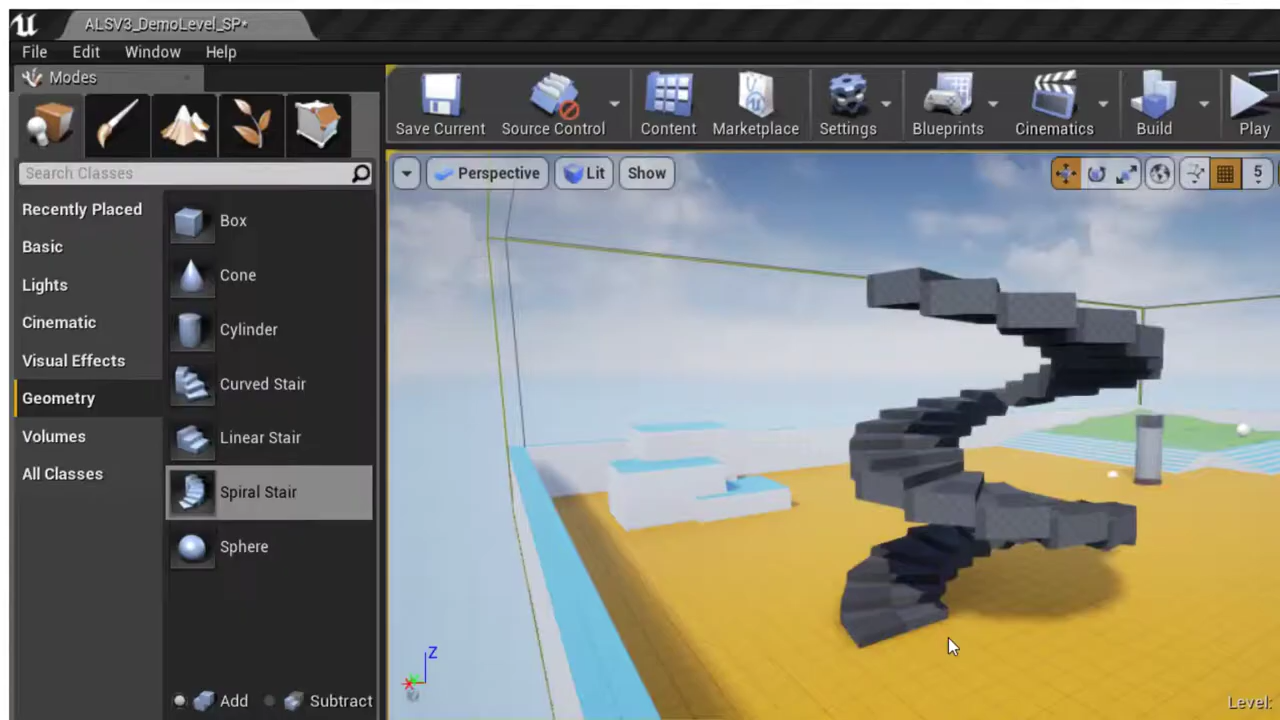 ALSV3_DemoLevel_SP*
File Edit Window Help
Modes
Save Current Source Control Content Marketplace Settings Blueprints Cinematics Build Play
Search Classes
Perspective Lit Show 5
Recently Placed
Basic
Lights
Cinematic
Visual Effects
Geometry
Volumes
All Classes
Box
Cone
Cylinder
Curved Stair
Linear Stair
Spiral Stair
Sphere
Add Subtract
Z
Level: